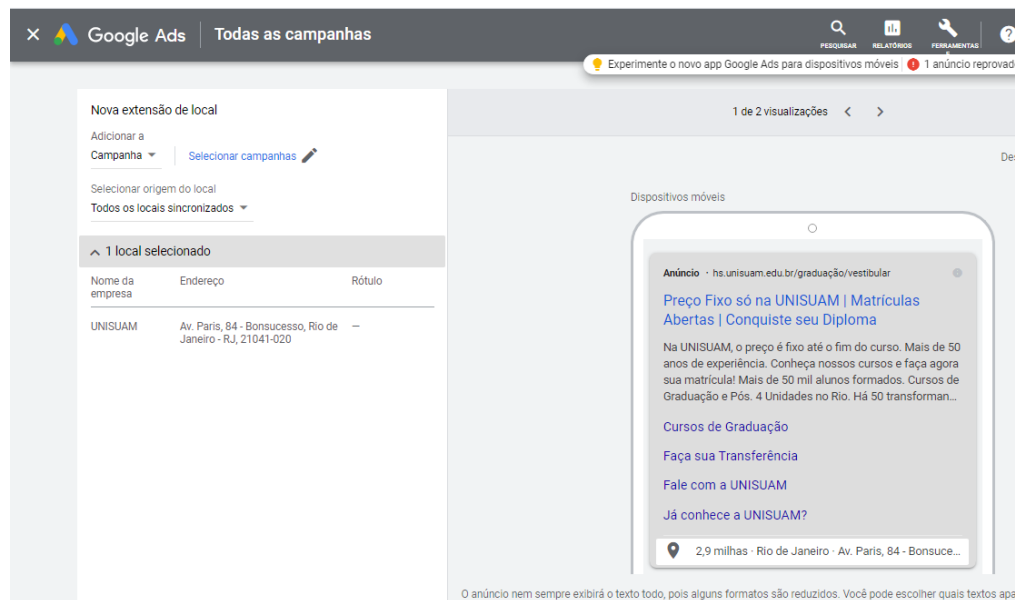 Google Ads
Todas as campanhas
PESQUISAR
RELATÓRIOS
FERRAMENTAS
?
Experimente o novo app Google Ads para dispositivos móveis
1 anúncio reprovado
Nova extensão de local
Adicionar a
Campanha
Selecionar campanhas
Selecionar origem do local
Todos os locais sincronizados
1 local selecionado
Nome da
empresa
Endereço
Rótulo
UNISUAM
Av. Paris, 84 - Bonsucesso, Rio de
Janeiro - RJ, 21041-020
—
1 de 2 visualizações
Dispositivos móveis
Anúncio · hs.unisuam.edu.br/graduação/vestibular
Preço Fixo só na UNISUAM | Matrículas
Abertas | Conquiste seu Diploma
Na UNISUAM, o preço é fixo até o fim do curso. Mais de 50
anos de experiência. Conheça nossos cursos e faça agora
sua matrícula! Mais de 50 mil alunos formados. Cursos de
Graduação e Pós. 4 Unidades no Rio. Há 50 transforman...
Cursos de Graduação
Faça sua Transferência
Fale com a UNISUAM
Já conhece a UNISUAM?
2,9 milhas · Rio de Janeiro · Av. Paris, 84 - Bonsuce...
O anúncio nem sempre exibirá o texto todo, pois alguns formatos são reduzidos. Você pode escolher quais textos apa